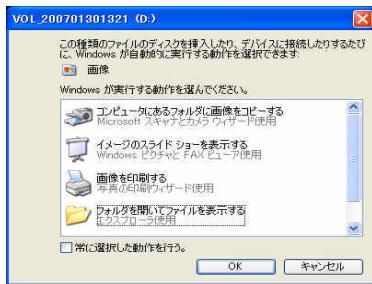 VOL_200701301321 (D:)
この種類のファイルのディスクを挿入したり、デバイスに接続したりするたび
に、Windows が自動的に実行する動作を選択できます:
画像
Windows が実行する動作を選んでください。
コンピュータにあるフォルダに画像をコピーする
Microsoft スキャナとカメラ ウィザード使用
イメージのスライド ショーを表示する
Windows ピクチャと FAX ビューア使用
画像を印刷する
写真の印刷ウィザード使用
フォルダを開いてファイルを表示する
エクスプローラ使用
常に選択した動作を行う。
OK
キャンセル